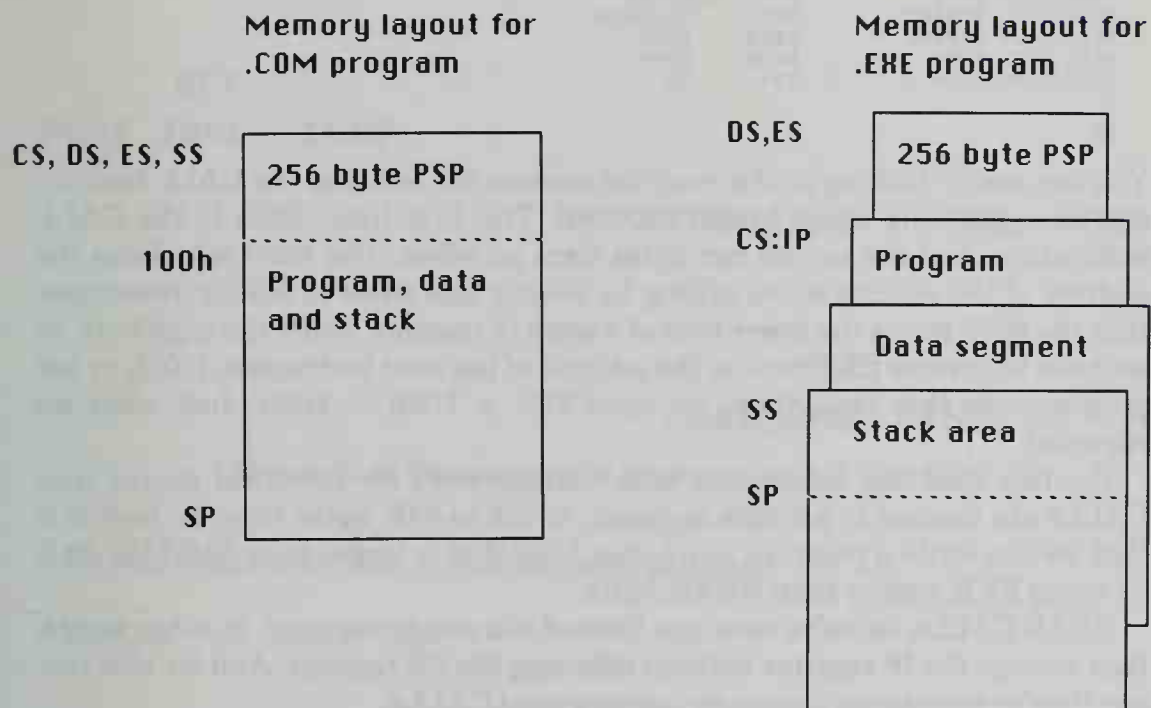 Memory layout for
.COM program
CS, DS, ES, SS
256 byte PSP
100h
Program, data
and stack
SP
Memory layout for
.EXE program
DS,ES
256 byte PSP
CS:IP
Program
Data segment
SS
Stack area
SP